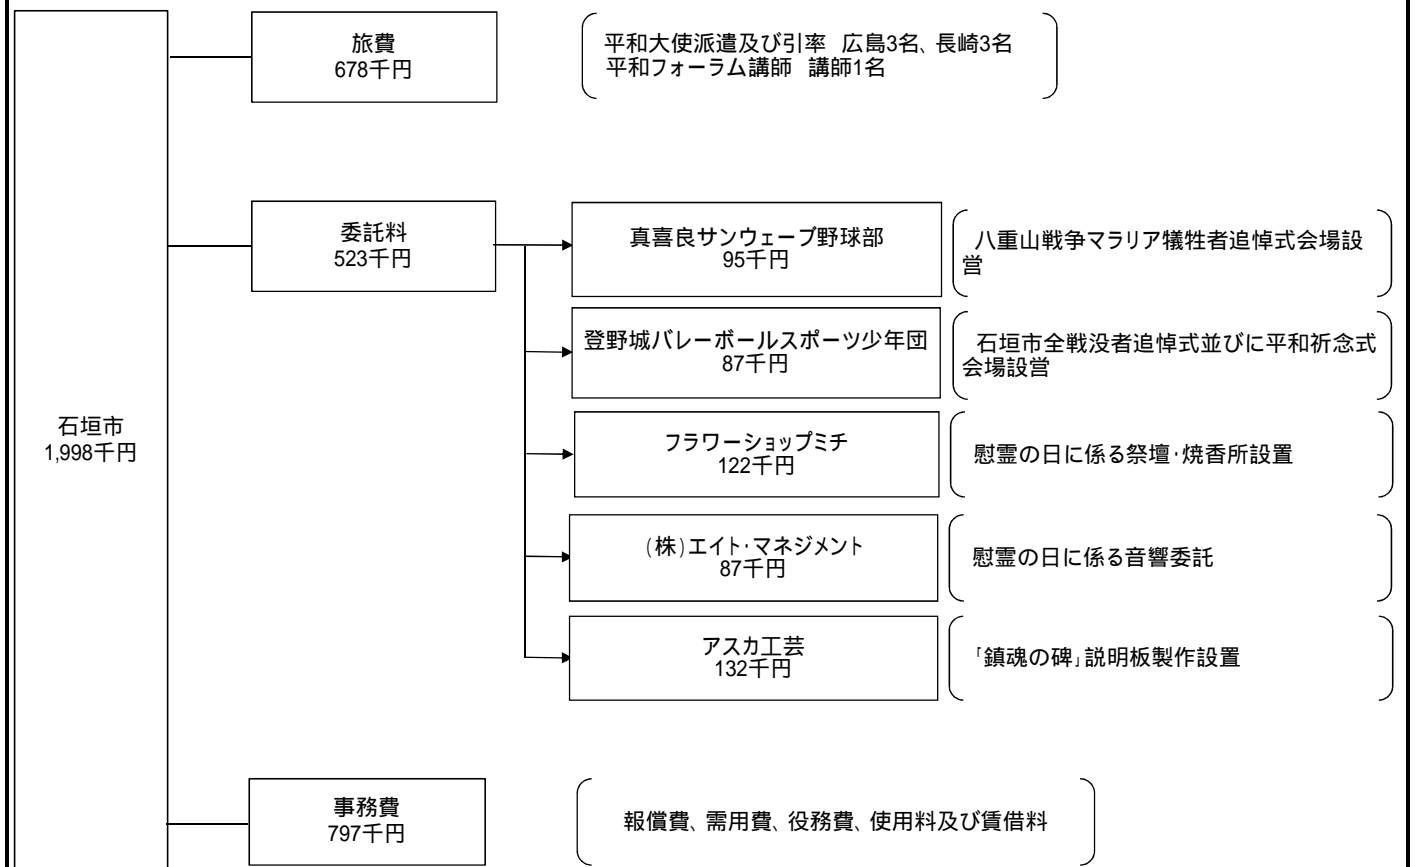 旅費
678千円
平和大使派遣及び引率　広島3名、長崎3名
平和フォーラム講師　講師1名
委託料
523千円
真喜良サンウェーブ野球部
95千円
八重山戦争マラリア犠牲者追悼式会場設
営
登野城バレーボールスポーツ少年団
87千円
石垣市全戦没者追悼式並びに平和祈念式
会場設営
石垣市
1,998千円
フラワーショップミチ
122千円
慰霊の日に係る祭壇・焼香所設置
(株)エイト・マネジメント
87千円
慰霊の日に係る音響委託
アスカ工芸
132千円
「鎮魂の碑」説明板製作設置
事務費
797千円
報償費、需用費、役務費、使用料及び賃借料